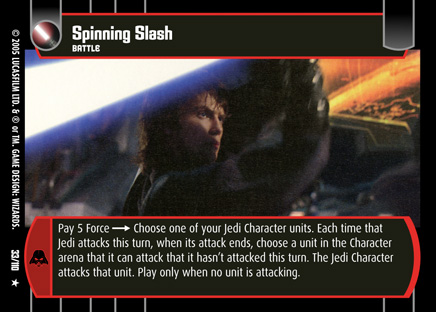 Spinning Slash
BATTLE
Pay 5 Force → Choose one of your Jedi Character units. Each time that
Jedi attacks this turn, when its attack ends, choose a unit in the Character
arena that it can attack that it hasn't attacked this turn. The Jedi Character
attacks that unit. Play only when no unit is attacking.
© 2005 LUCASFILM LTD. & ® or TM. GAME DESIGN: WIZARDS. 33/110 ★